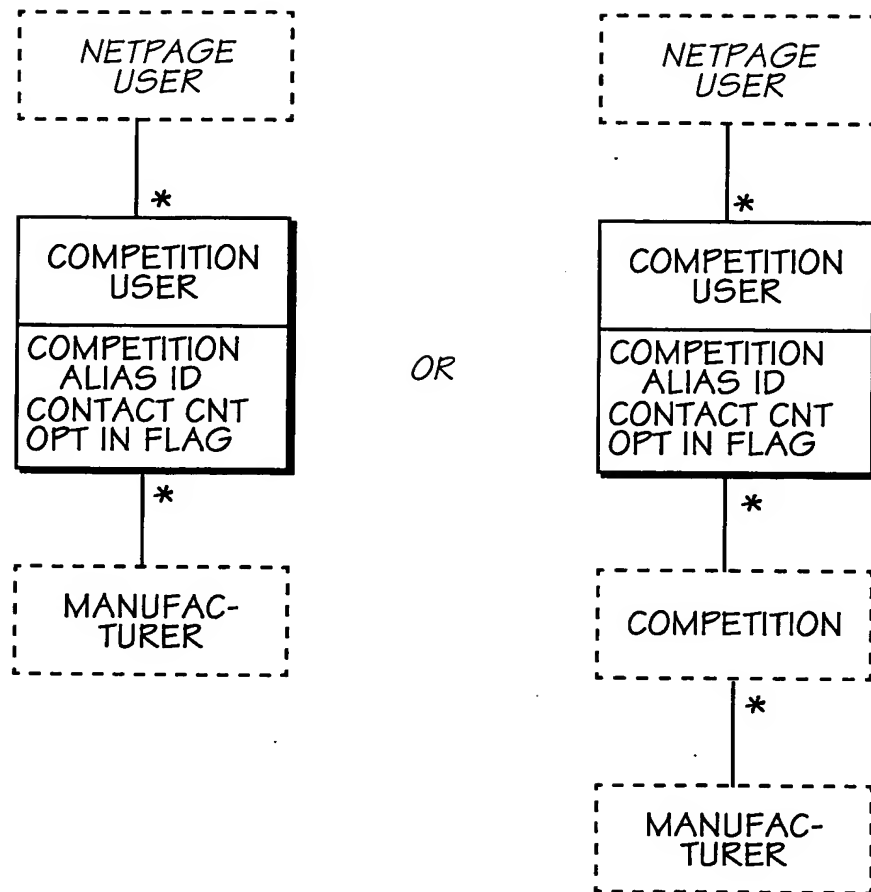 NETPAGE
USER
*
COMPETITION
USER
COMPETITION
ALIAS ID
CONTACT CNT
OPT IN FLAG
*
MANUFAC-
TURER
OR
NETPAGE
USER
*
COMPETITION
USER
COMPETITION
ALIAS ID
CONTACT CNT
OPT IN FLAG
*
COMPETITION
*
MANUFAC-
TURER